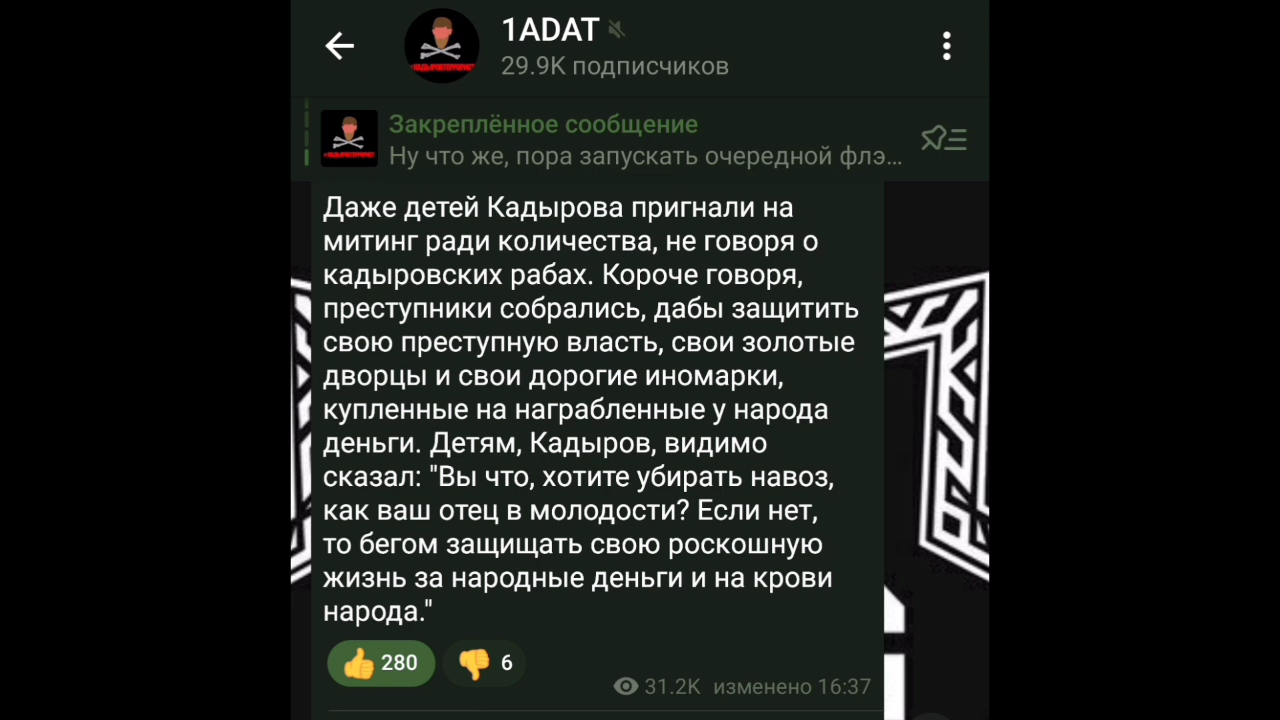 1ADAT
29.9K подписчиков
Закреплённое сообщение
Ну что же, пора запускать очередной флэ...
Даже детей Кадырова пригнали на
митинг ради количества, не говоря о
кадыровских рабах. Короче говоря,
преступники собрались, дабы защитить
свою преступную власть, свои золотые
дворцы и свои дорогие иномарки,
купленные на награбленные у народа
деньги. Детям, Кадыров, видимо
сказал: "Вы что, хотите убирать навоз,
как ваш отец в молодости? Если нет,
то бегом защищать свою роскошную
жизнь за народные деньги и на крови
народа."
👍 280 👎 6
31.2K изменено 16:37